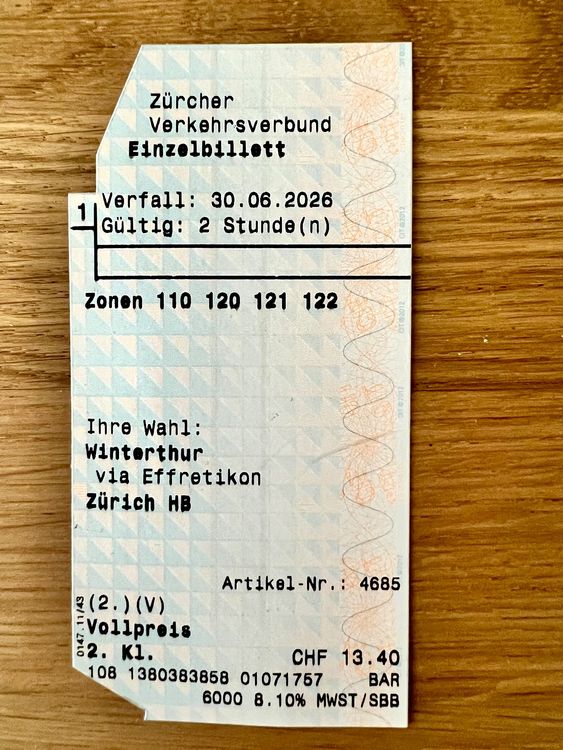 Zürcher
Verkehrsverbund
Einzelbillett
Verfall: 30.06.2026
1
Gültig: 2 Stunde(n)
Zonen 110 120 121 122
Ihre Wahl:
Winterthur
via Effretikon
Zürich HB
Artikel-Nr.: 4685
(2.)(V)
Vollpreis
2. Kl.
CHF 13.40
108 1380383858 01071757 BAR
6000 8.10% MWST/SBB
0147.11/43